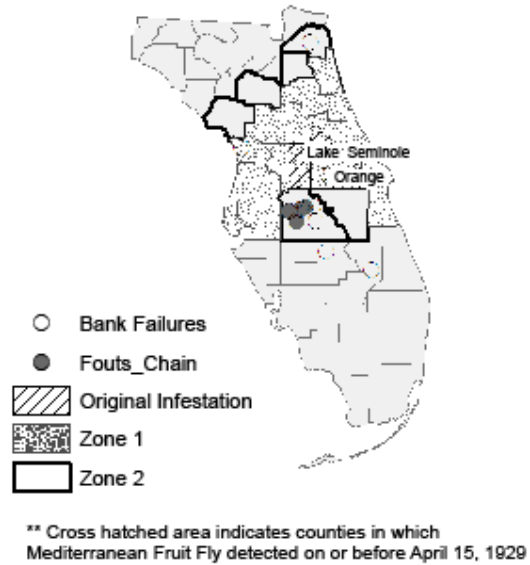 Lake Seminole
Orange
Bank Failures
Fouts_Chain
Original Infestation
Zone 1
Zone 2
** Cross hatched area indicates counties in which
Mediterranean Fruit Fly detected on or before April 15, 1929